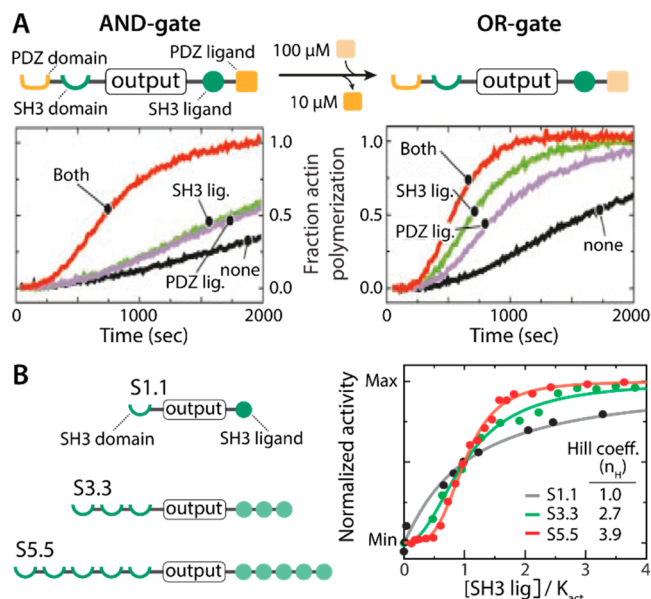 A
AND-gate
OR-gate
PDZ domain
PDZ ligand
output
SH3 domain
SH3 ligand
100 µM
10 µM
output
1.0
0.5
0.0
Both
SH3 lig.
PDZ lig.
none
0
500
1000
1500
2000
Time (sec)
Fraction actin
polymerization
1.0
0.5
0.0
Both
SH3 lig.
PDZ lig.
none
0
500
1000
1500
2000
Time (sec)
B
S1.1
output
SH3 domain
SH3 ligand
S3.3
output
S5.5
output
Normalized activity
Max
Min
Hill coeff.
(nH)
S1.1 1.0
S3.3 2.7
S5.5 3.9
0 1 2 3 4
[SH3 lig] / Kact